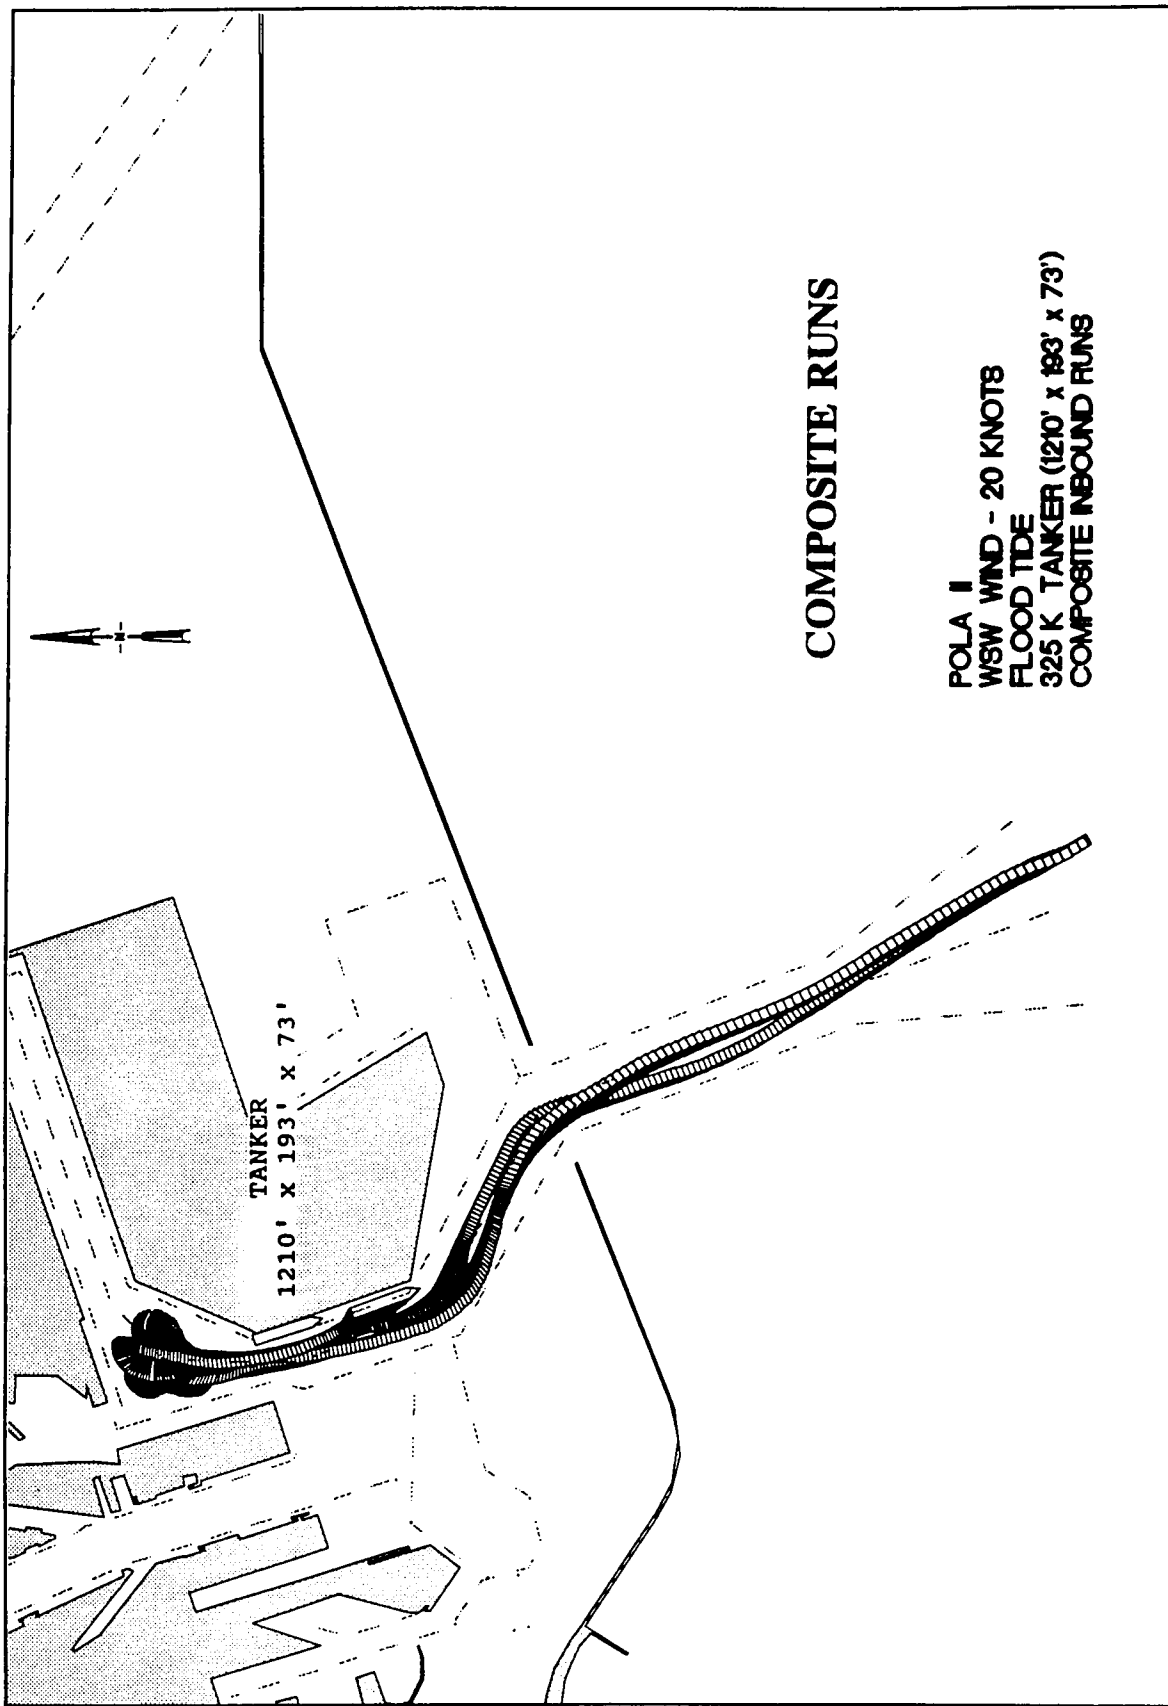 N
TANKER
1210' x 193' x 73'
COMPOSITE RUNS
POLA II
WSW WIND - 20 KNOTS
FLOOD TIDE
325 K TANKER (1210' x 193' x 73')
COMPOSITE INBOUND RUNS